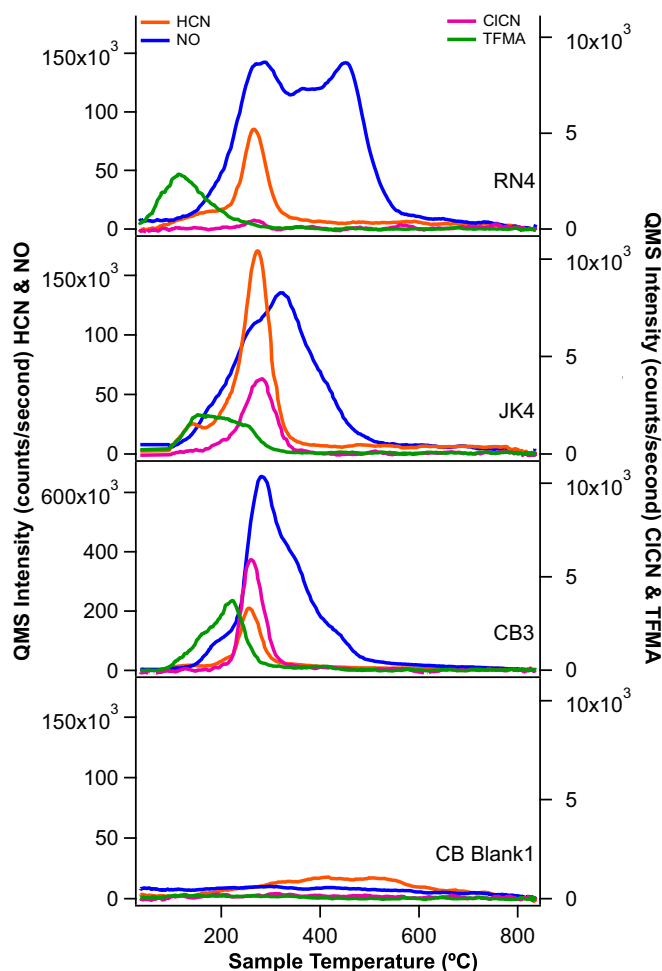 HCN
NO
ClCN
TFMA
150x10³
100
50
0
10x10³
5
0
RN4
150x10³
100
50
0
10x10³
5
0
JK4
600x10³
400
200
0
10x10³
5
0
CB3
150x10³
100
50
0
10x10³
5
0
CB Blank1
200
400
600
800
Sample Temperature (ºC)
QMS Intensity (counts/second) HCN & NO
QMS Intensity (counts/second) ClCN & TFMA